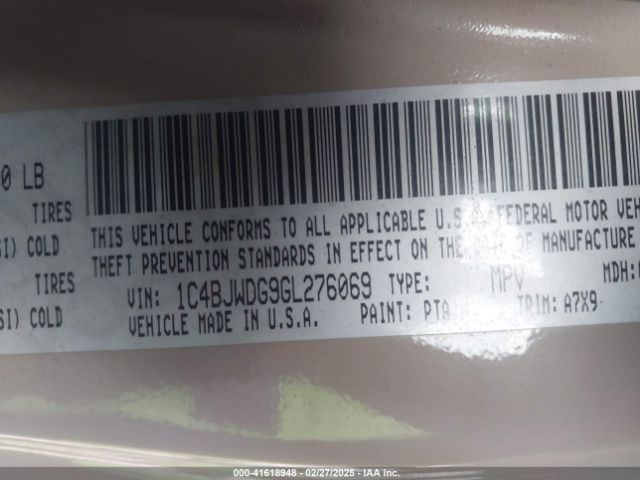 0 LB
TIRES
SI) COLD
TIRES
SI) COLD
THIS VEHICLE CONFORMS TO ALL APPLICABLE U.S.A. FEDERAL MOTOR VEH
THEFT PREVENTION STANDARDS IN EFFECT ON THE DATE OF MANUFACTURE
VIN: 1C4BJWDG9GL276069 TYPE: MPV MDH:
VEHICLE MADE IN U.S.A. PAINT: PTA TRIM: A7X9
000-41618948 - 02/27/2025 - IAA Inc.